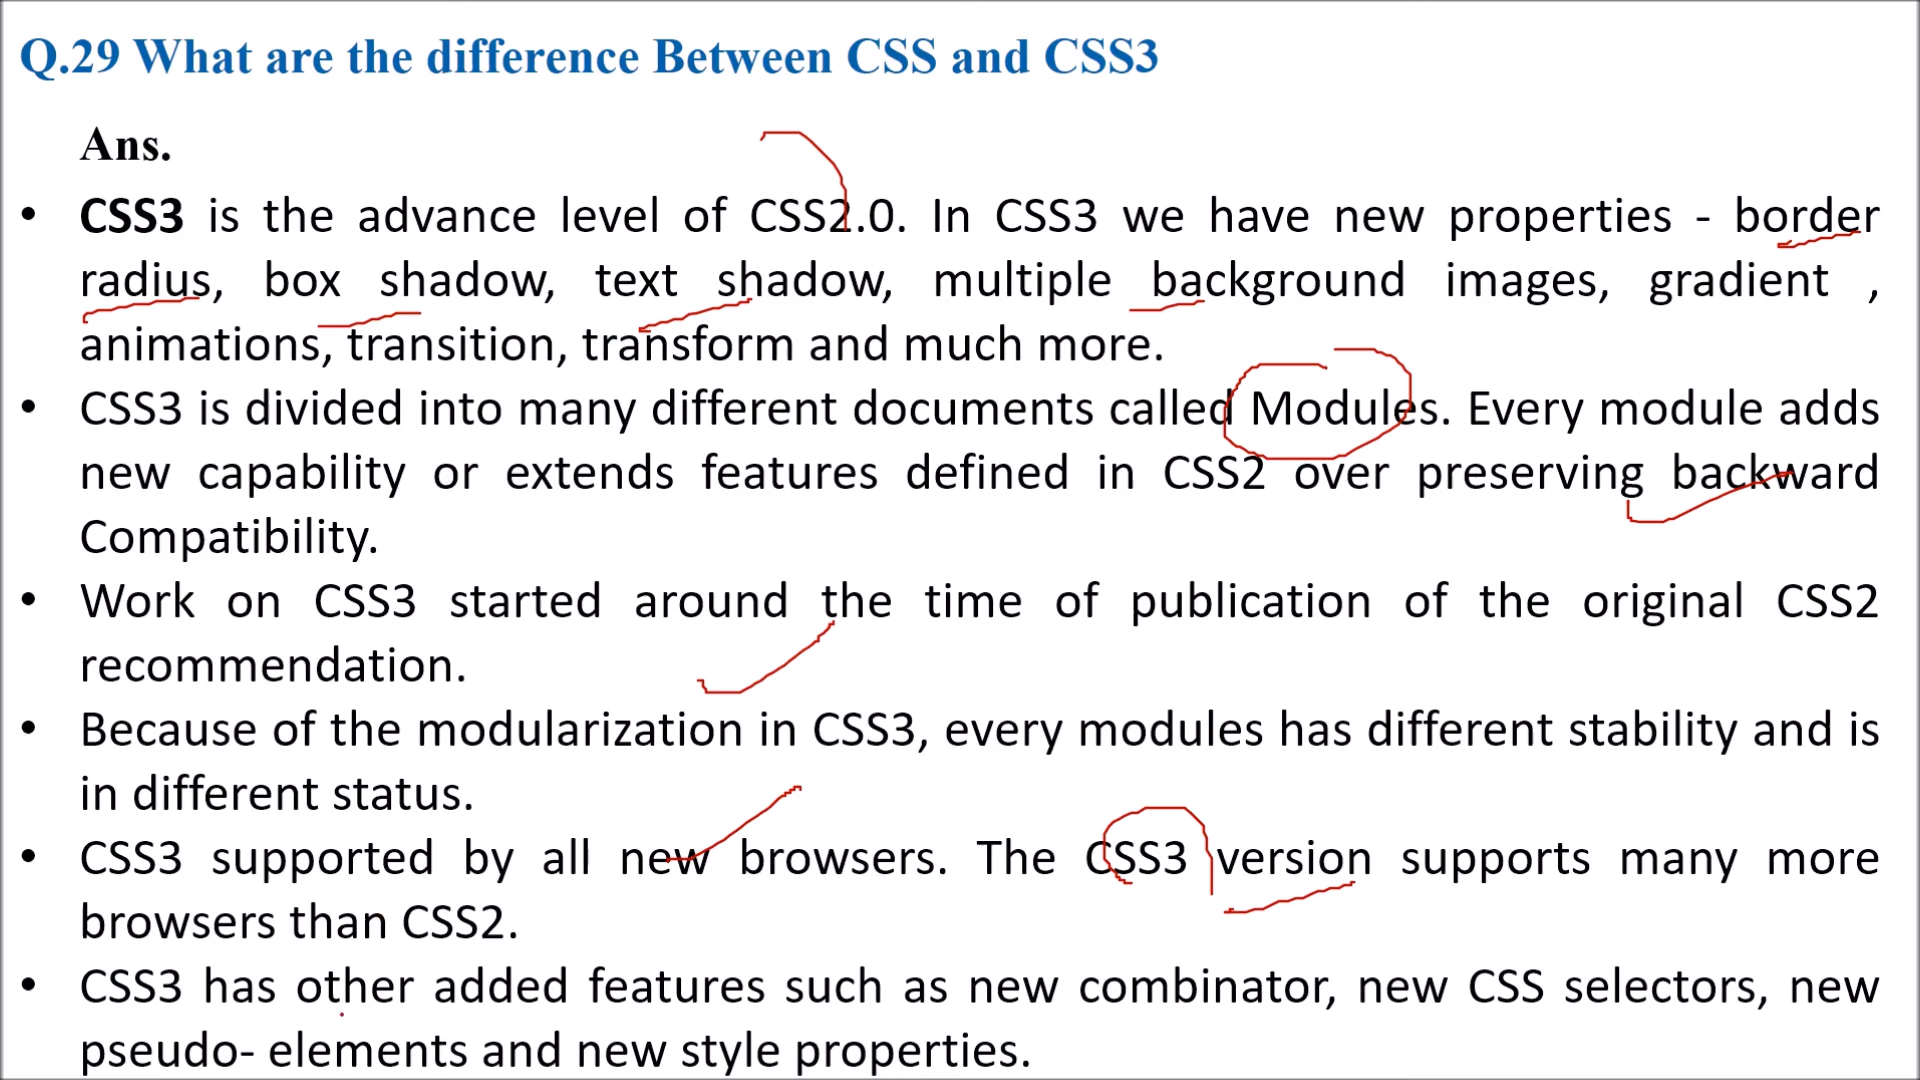 Q.29 What are the difference Between CSS and CSS3
Ans.
• CSS3 is the advance level of CSS2.0. In CSS3 we have new properties - border
radius, box shadow, text shadow, multiple background images, gradient ,
animations, transition, transform and much more.
• CSS3 is divided into many different documents called Modules. Every module adds
new capability or extends features defined in CSS2 over preserving backward
Compatibility.
• Work on CSS3 started around the time of publication of the original CSS2
recommendation.
• Because of the modularization in CSS3, every modules has different stability and is
in different status.
• CSS3 supported by all new browsers. The CSS3 version supports many more
browsers than CSS2.
• CSS3 has other added features such as new combinator, new CSS selectors, new
pseudo- elements and new style properties.